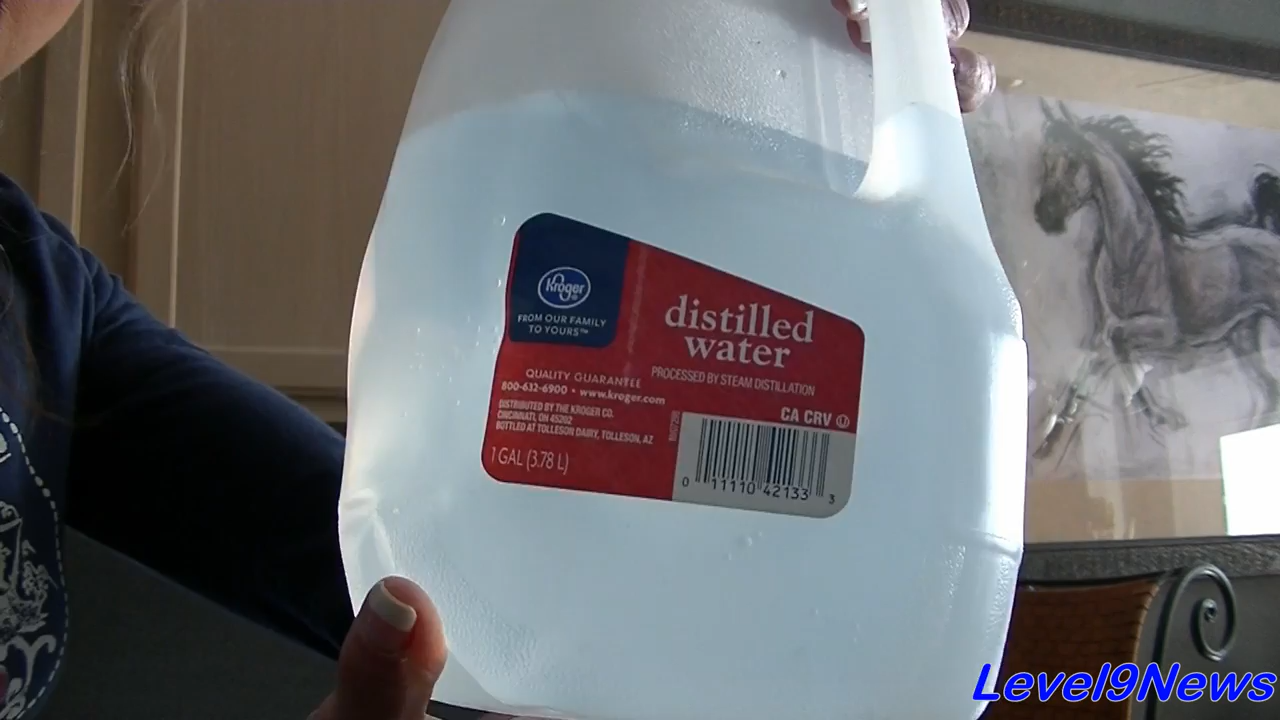 Kroger
FROM OUR FAMILY
TO YOURS™
distilled
water
PROCESSED BY STEAM DISTILLATION
QUALITY GUARANTEE
800-632-6900 • www.kroger.com
DISTRIBUTED BY THE KROGER CO.
CINCINNATI, OH 45202
BOTTLED AT TOLLESON DAIRY, TOLLESON, AZ
1 GAL (3.78 L)
CA CRV Ⓤ
0 11110 42133 3
Level9News